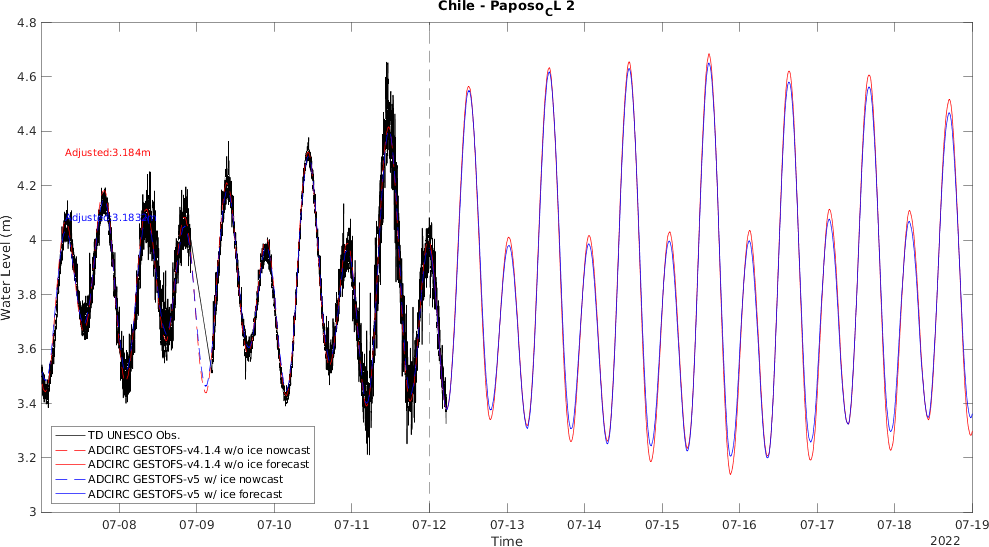 Chile - Paposo_CL 2
4.8
4.6
4.4
4.2
4
3.8
3.6
3.4
3.2
3
Water Level (m)
Adjusted:3.184m
Adjusted:3.183m
TD UNESCO Obs.
ADCIRC GESTOFS-v4.1.4 w/o ice nowcast
ADCIRC GESTOFS-v4.1.4 w/o ice forecast
ADCIRC GESTOFS-v5 w/ ice nowcast
ADCIRC GESTOFS-v5 w/ ice forecast
07-08 07-09 07-10 07-11 07-12 07-13 07-14 07-15 07-16 07-17 07-18 07-19
Time
2022